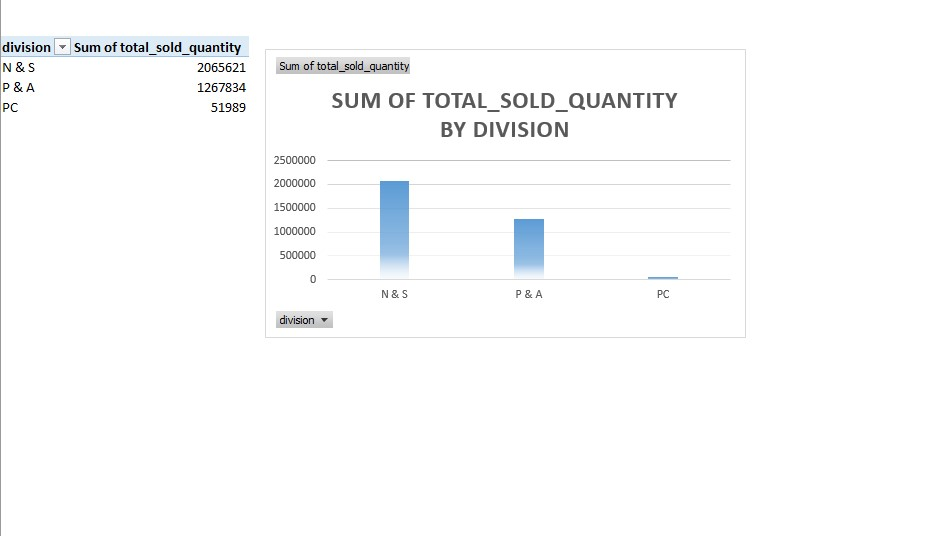 division Sum of total_sold_quantity
N & S 2065621
P & A 1267834
PC 51989
Sum of total_sold_quantity
SUM OF TOTAL_SOLD_QUANTITY
BY DIVISION
2500000
2000000
1500000
1000000
500000
0
N & S P & A PC
division